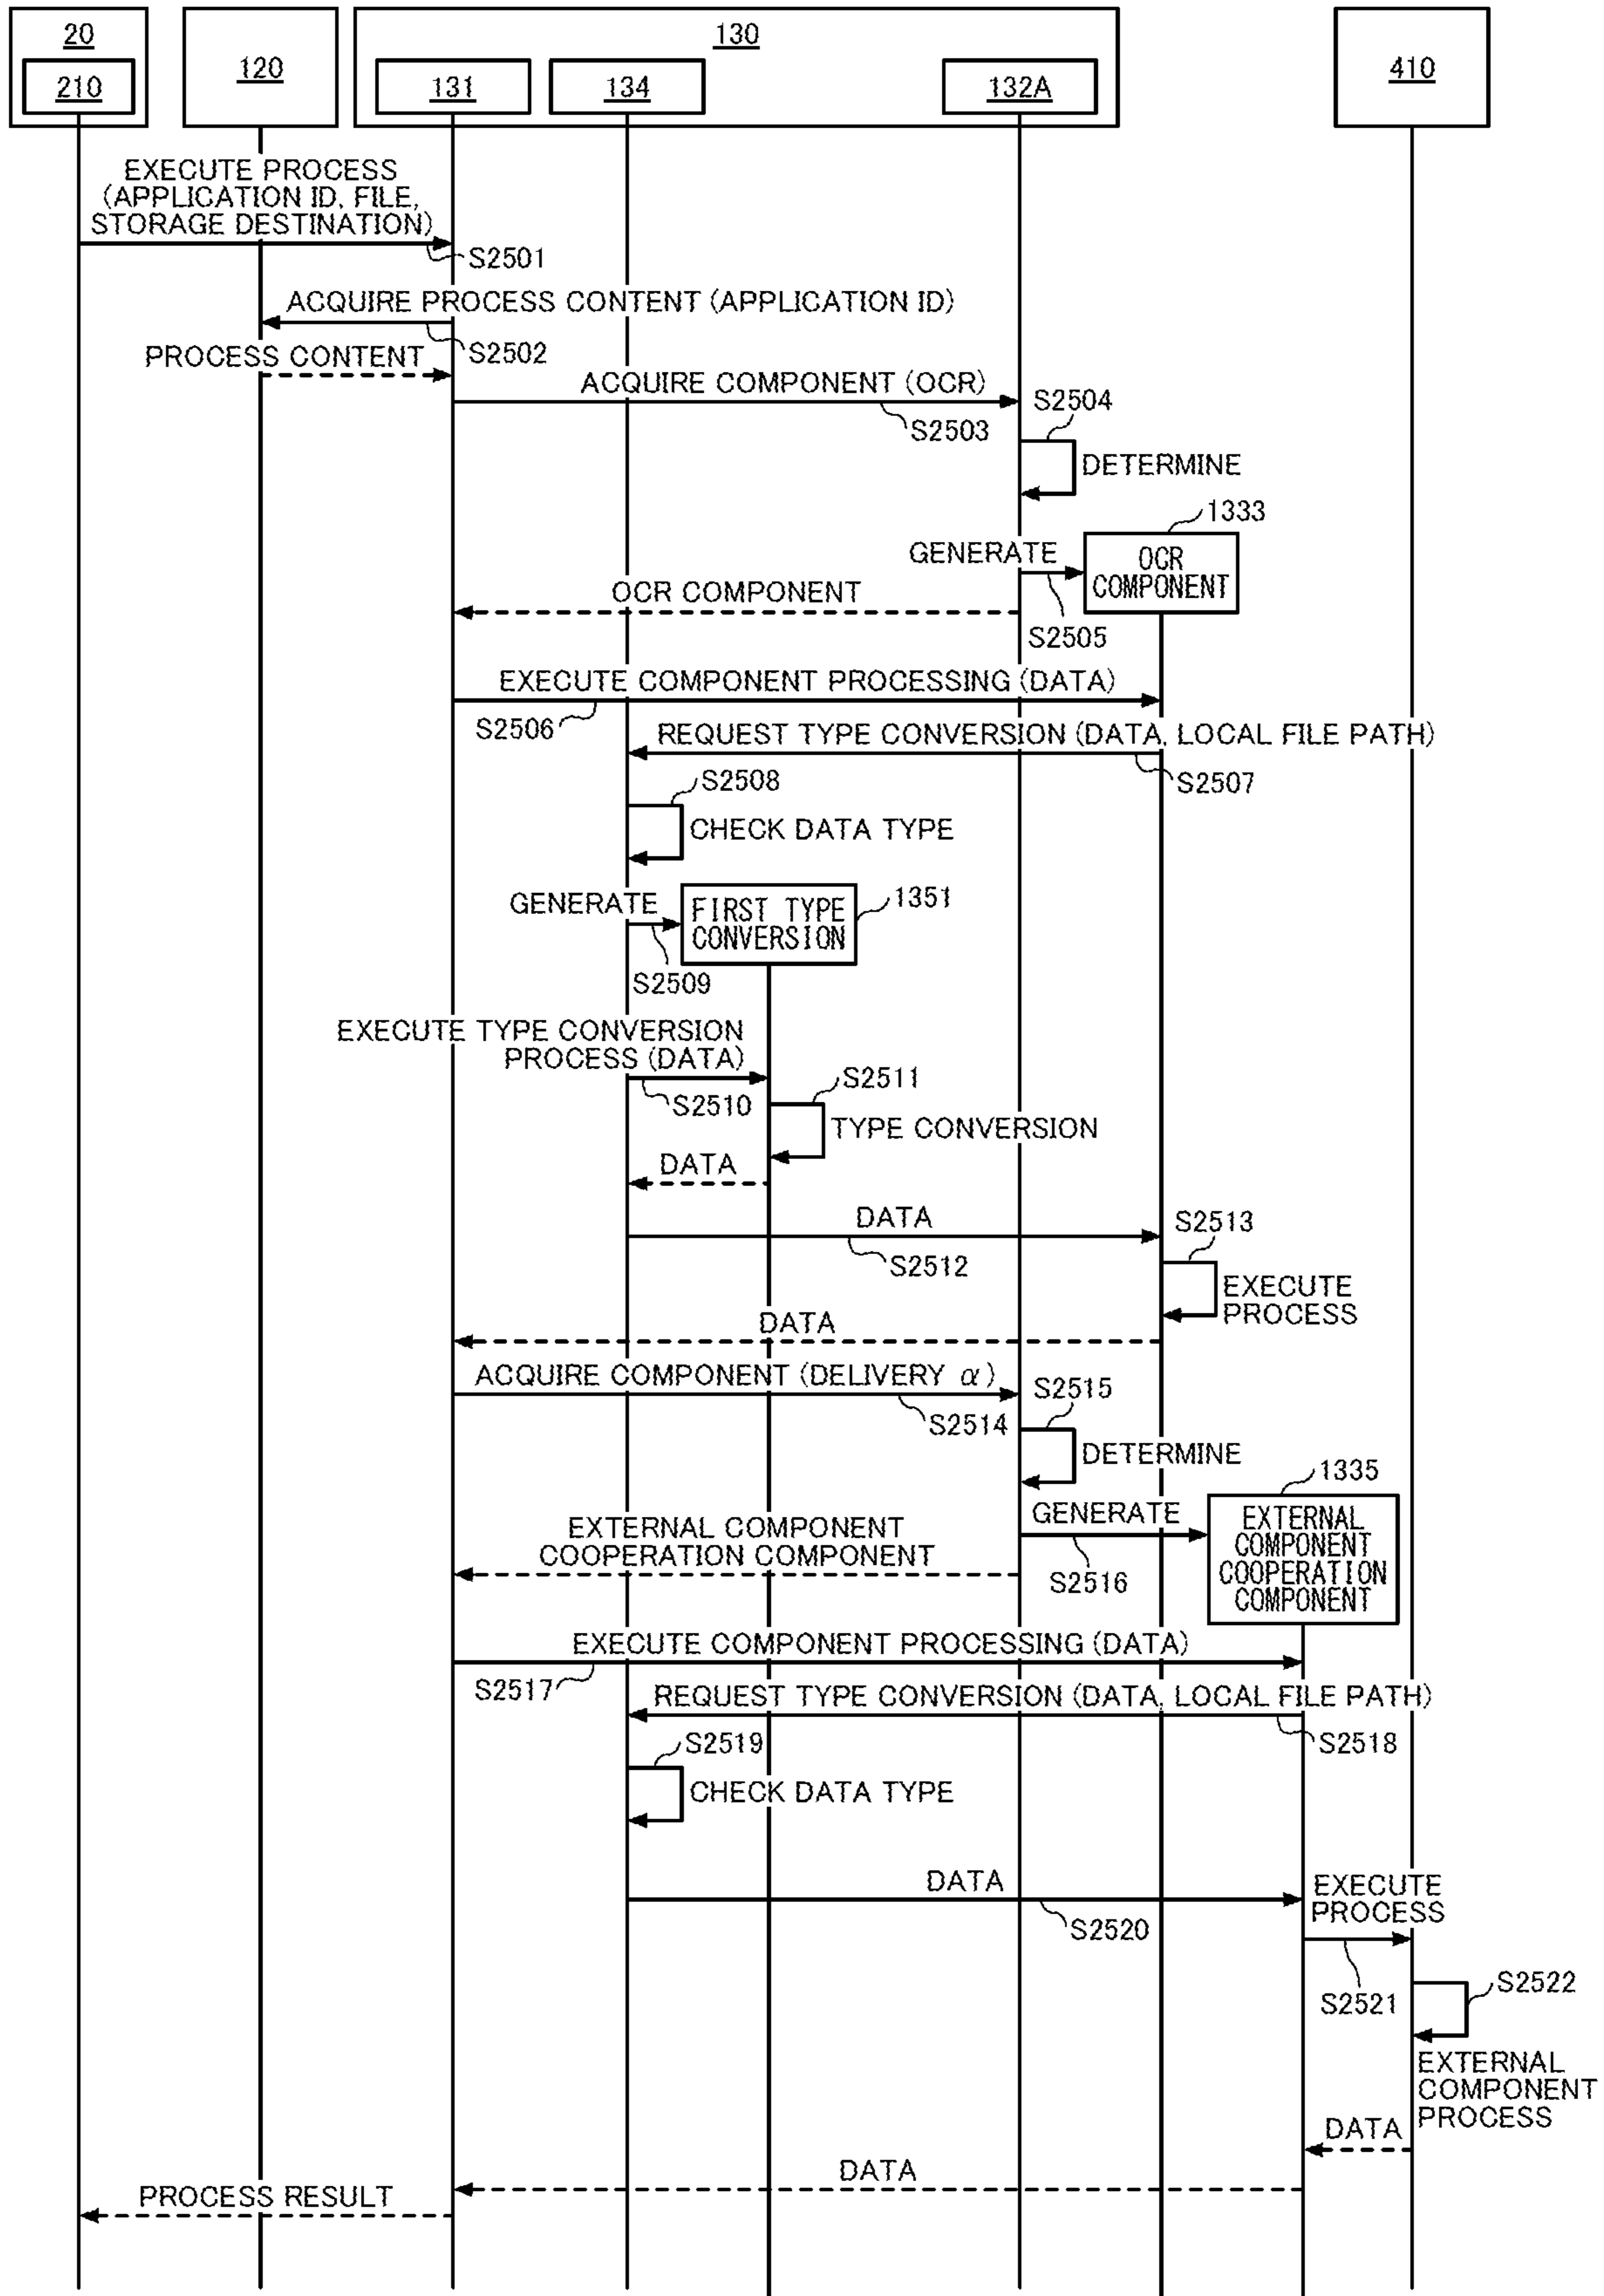 20
210
120
130
131
134
132A
410
EXECUTE PROCESS
(APPLICATION ID, FILE,
STORAGE DESTINATION)
S2501
ACQUIRE PROCESS CONTENT (APPLICATION ID)
S2502
PROCESS CONTENT
ACQUIRE COMPONENT (OCR)
S2503
S2504
DETERMINE
1333
GENERATE
OCR
COMPONENT
OCR COMPONENT
S2505
EXECUTE COMPONENT PROCESSING (DATA)
S2506
REQUEST TYPE CONVERSION (DATA, LOCAL FILE PATH)
S2507
S2508
CHECK DATA TYPE
1351
GENERATE
FIRST TYPE
CONVERSION
S2509
EXECUTE TYPE CONVERSION
PROCESS (DATA)
S2510
S2511
TYPE CONVERSION
DATA
DATA
S2512
S2513
EXECUTE
PROCESS
DATA
ACQUIRE COMPONENT (DELIVERY α)
S2514
S2515
DETERMINE
1335
GENERATE
EXTERNAL
COMPONENT
COOPERATION
COMPONENT
EXTERNAL COMPONENT
COOPERATION COMPONENT
S2516
EXECUTE COMPONENT PROCESSING (DATA)
S2517
REQUEST TYPE CONVERSION (DATA, LOCAL FILE PATH)
S2518
S2519
CHECK DATA TYPE
DATA
S2520
EXECUTE
PROCESS
S2521
S2522
EXTERNAL
COMPONENT
PROCESS
DATA
DATA
PROCESS RESULT